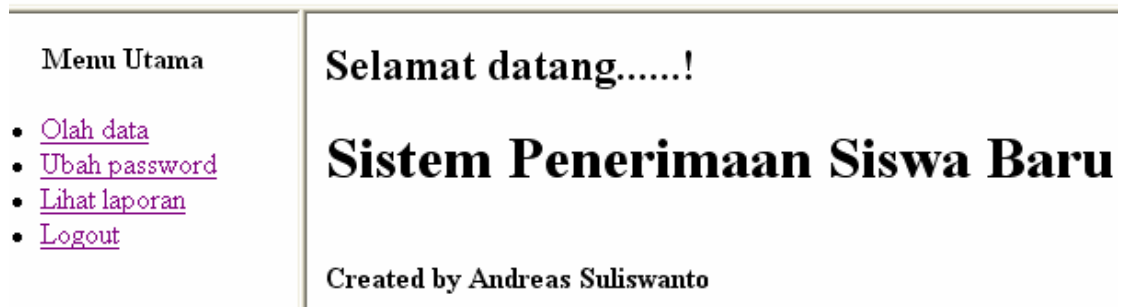 Menu Utama
Olah data
Ubah password
Lihat laporan
Logout
Selamat datang......!
Sistem Penerimaan Siswa Baru
Created by Andreas Suliswanto